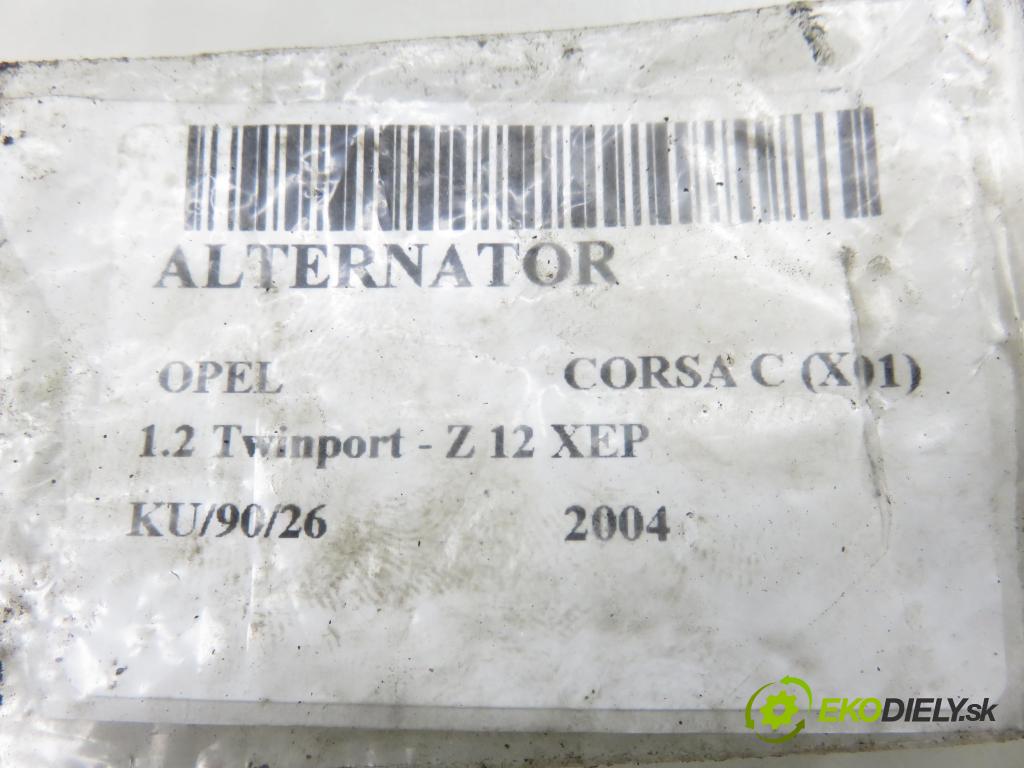 ALTERNATOR
OPEL CORSA C (X01)
1.2 Twinport - Z 12 XEP
KU/90/26 2004
EKODIELY.sk